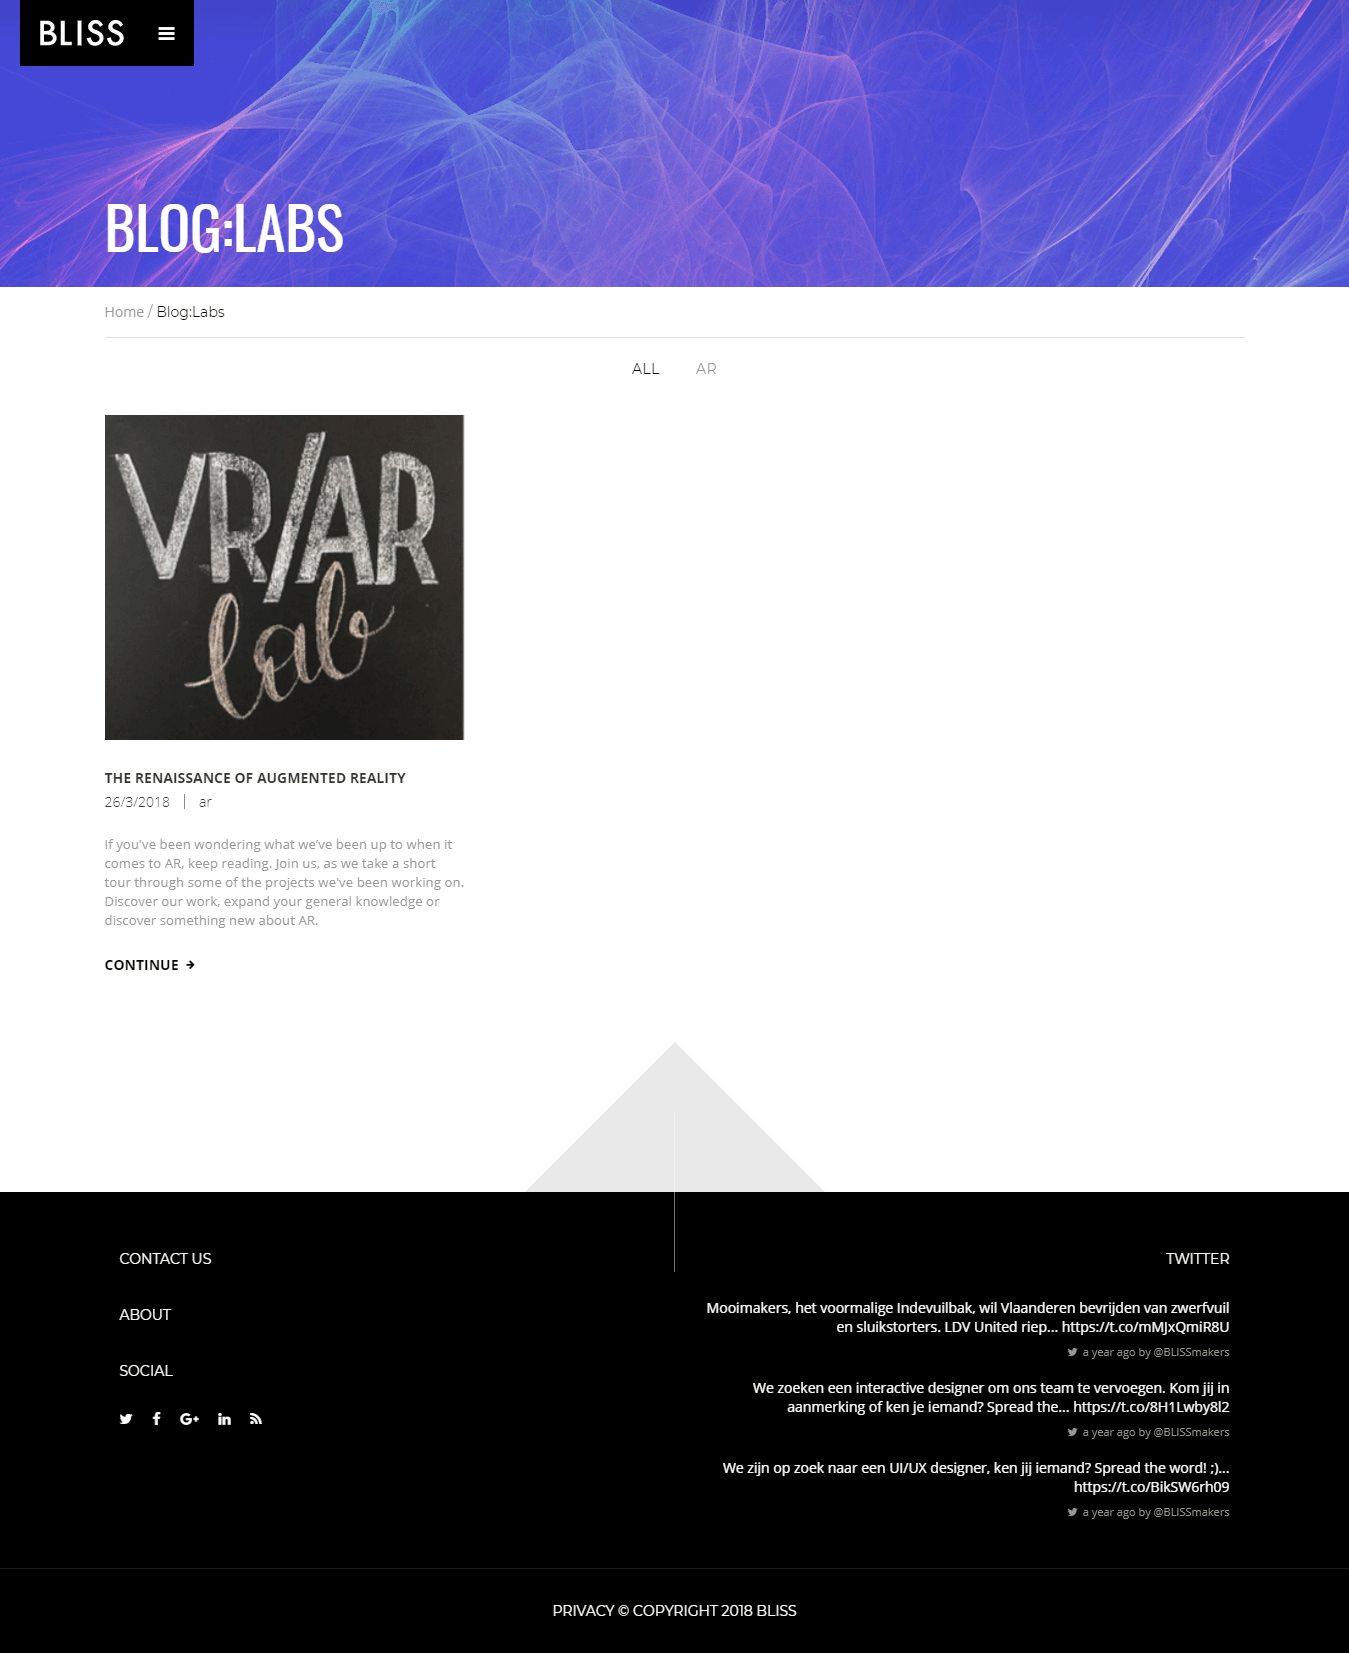 BLISS
BLOG:LABS
Home / Blog:Labs
ALL AR
VR/AR
lab
THE RENAISSANCE OF AUGMENTED REALITY
26/3/2018 | ar
If you've been wondering what we’ve been up to when it
comes to AR, keep reading. Join us, as we take a short
tour through some of the projects we've been working on.
Discover our work, expand your general knowledge or
discover something new about AR.
CONTINUE
CONTACT US
ABOUT
SOCIAL
TWITTER
Mooimakers, het voormalige Indevuilbak, wil Vlaanderen bevrijden van zwerfvuil
en sluikstorters. LDV United riep… https://t.co/mMJxQmiR8U
a year ago by @BLISSmakers
We zoeken een interactive designer om ons team te vervoegen. Kom jij in
aanmerking of ken je iemand? Spread the… https://t.co/8H1Lwby8l2
a year ago by @BLISSmakers
We zijn op zoek naar een UI/UX designer, ken jij iemand? Spread the word! ;)…
https://t.co/BikSW6rh09
a year ago by @BLISSmakers
PRIVACY © COPYRIGHT 2018 BLISS